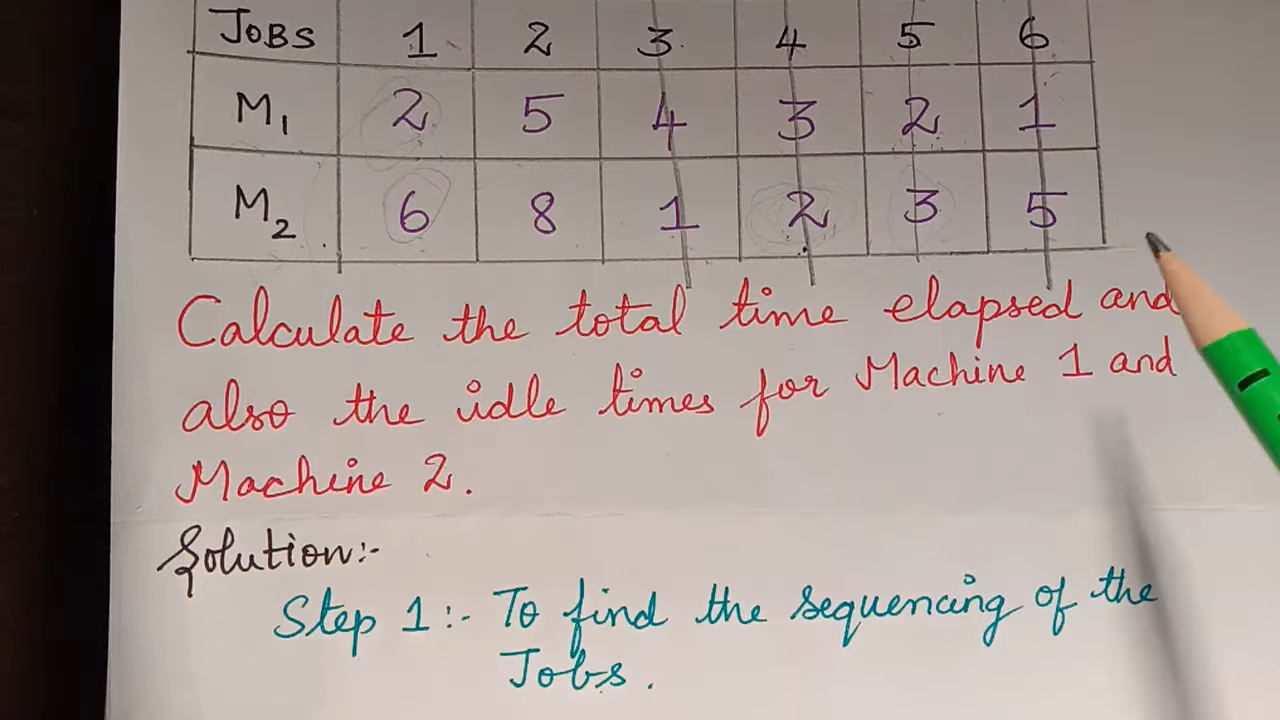 JOBS 1 2 3 4 5 6
M1 2 5 4 3 2 1
M2 6 8 1 2 3 5
Calculate the total time elapsed and
also the idle times for Machine 1 and
Machine 2.
Solution:-
Step 1:- To find the sequencing of the
Jobs.